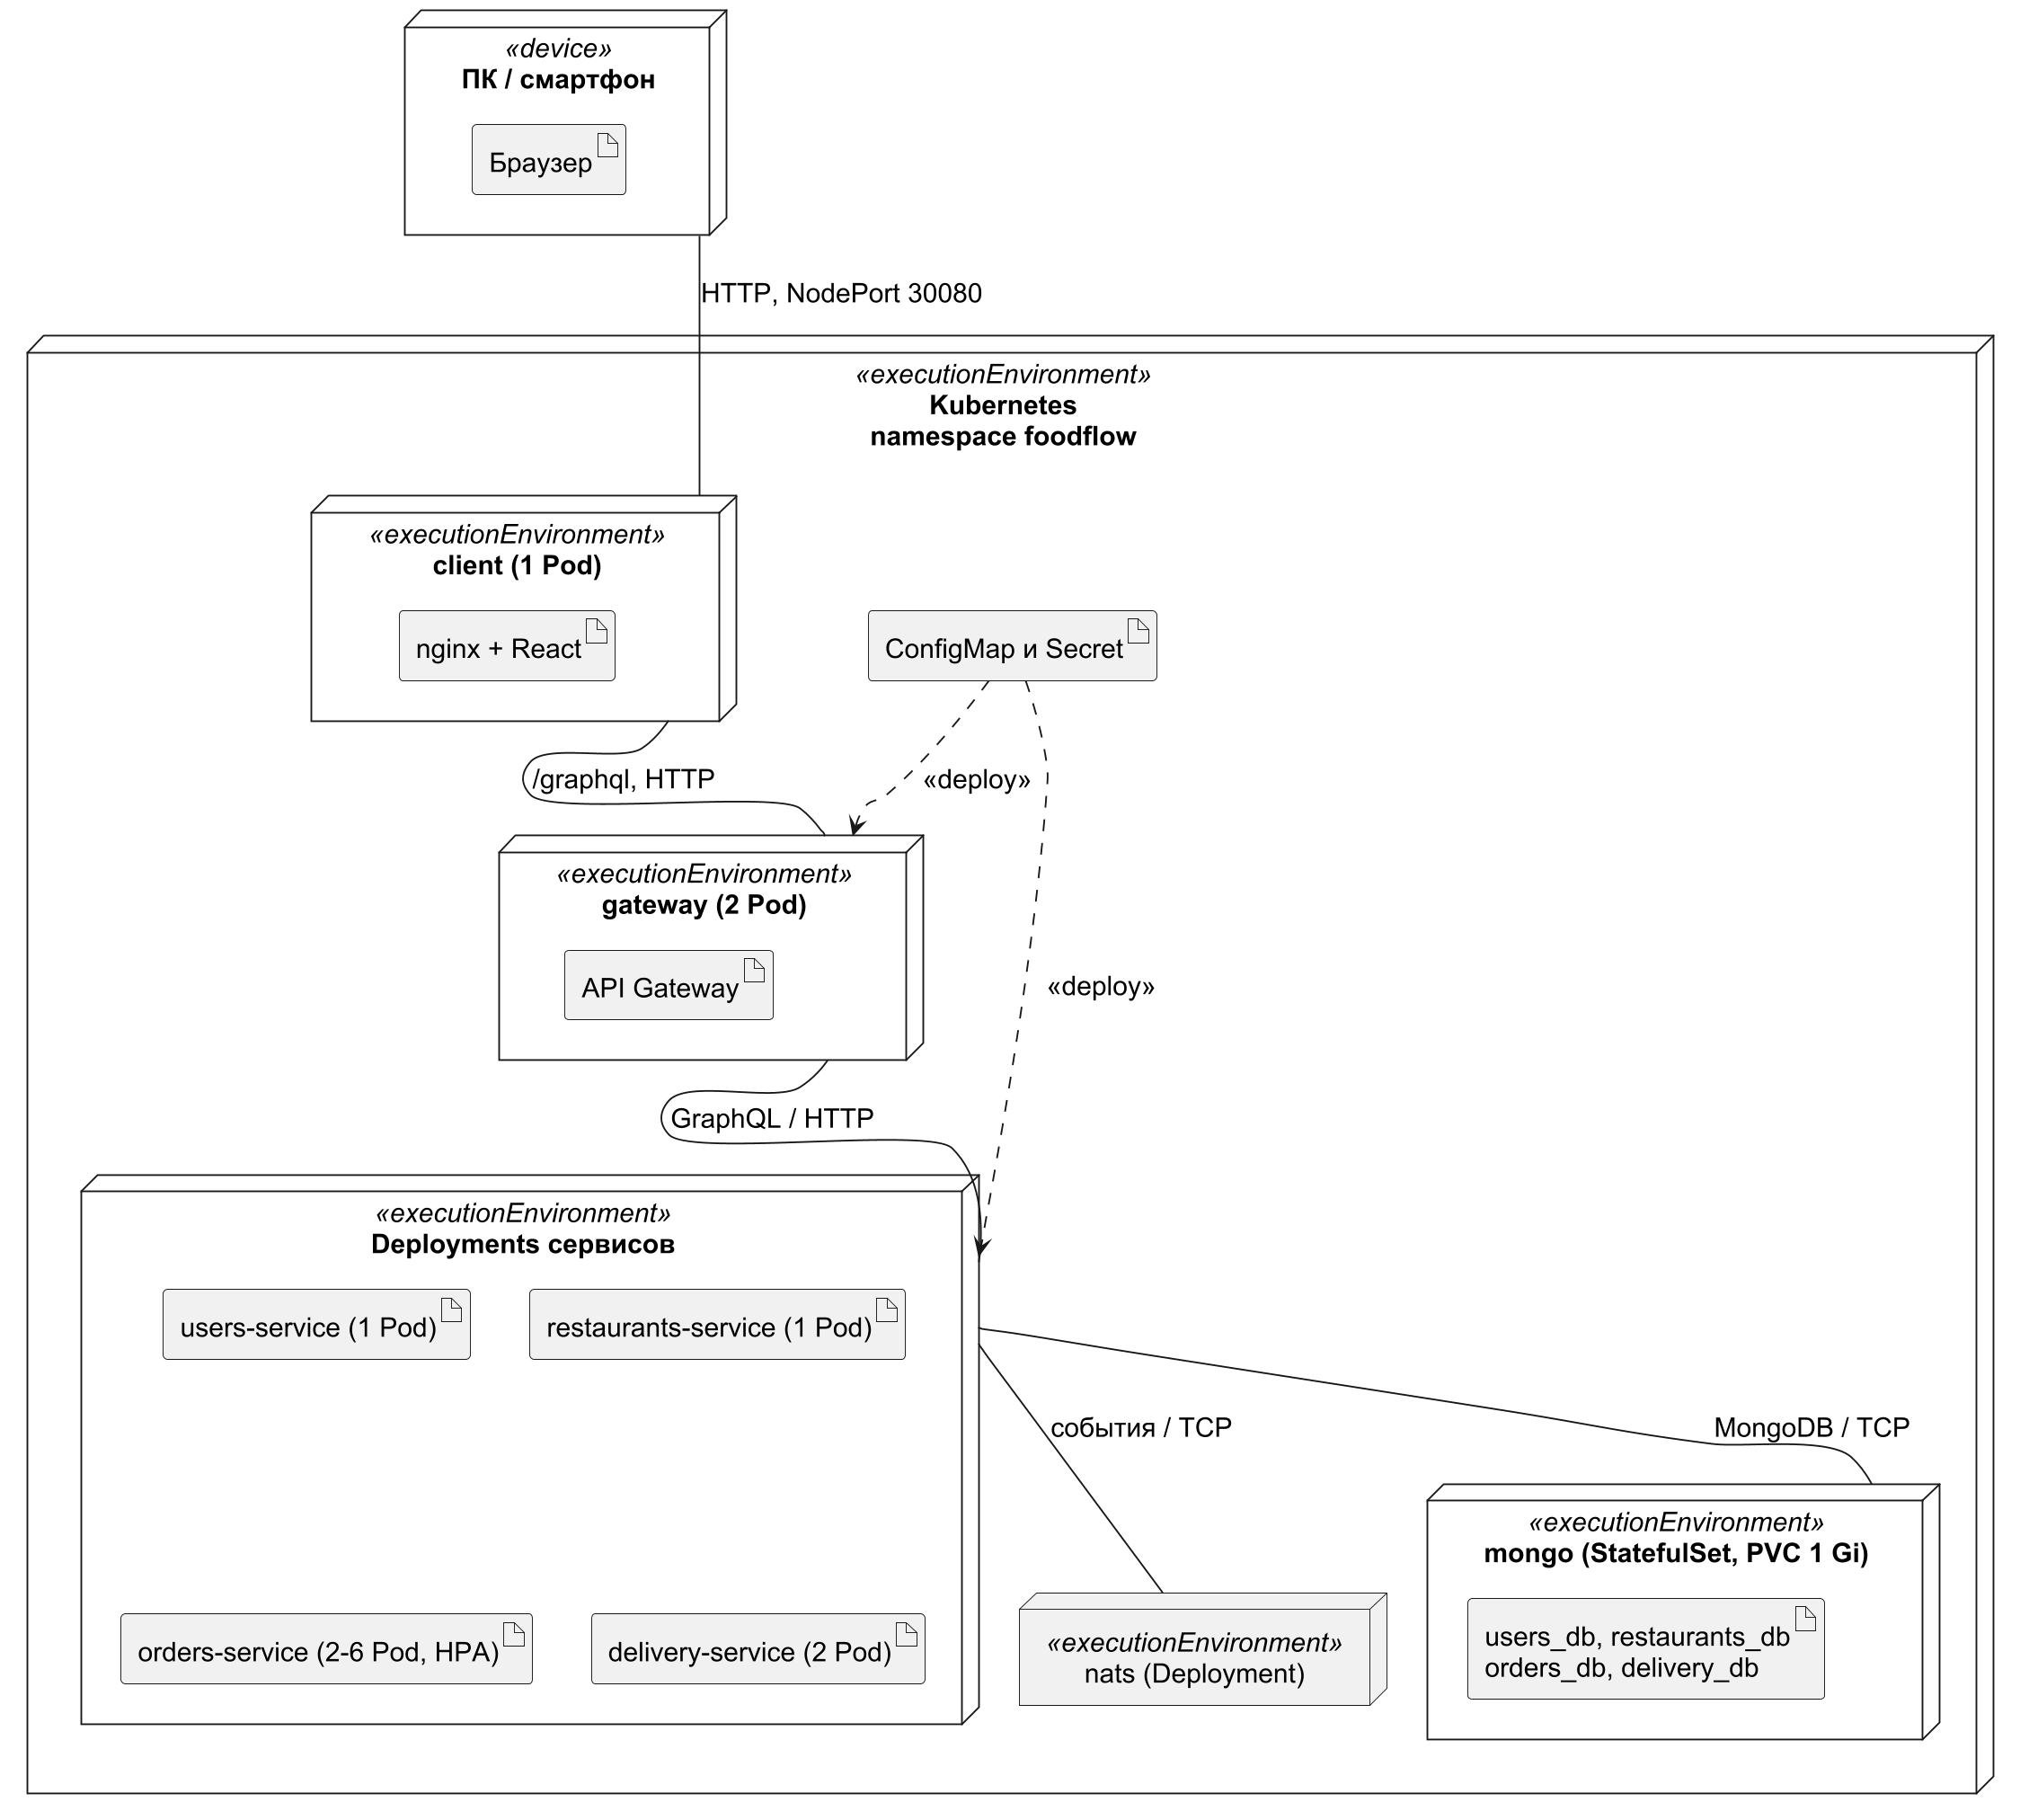 «device»
ПК / смартфон
Браузер
HTTP, NodePort 30080
«executionEnvironment»
Kubernetes
namespace foodflow
«executionEnvironment»
client (1 Pod)
nginx + React
ConfigMap и Secret
/graphql, HTTP
«deploy»
«executionEnvironment»
gateway (2 Pod)
API Gateway
«deploy»
GraphQL / HTTP
«executionEnvironment»
Deployments сервисов
users-service (1 Pod)
restaurants-service (1 Pod)
события / TCP
MongoDB / TCP
orders-service (2-6 Pod, HPA)
delivery-service (2 Pod)
«executionEnvironment»
nats (Deployment)
«executionEnvironment»
mongo (StatefulSet, PVC 1 Gi)
users_db, restaurants_db
orders_db, delivery_db